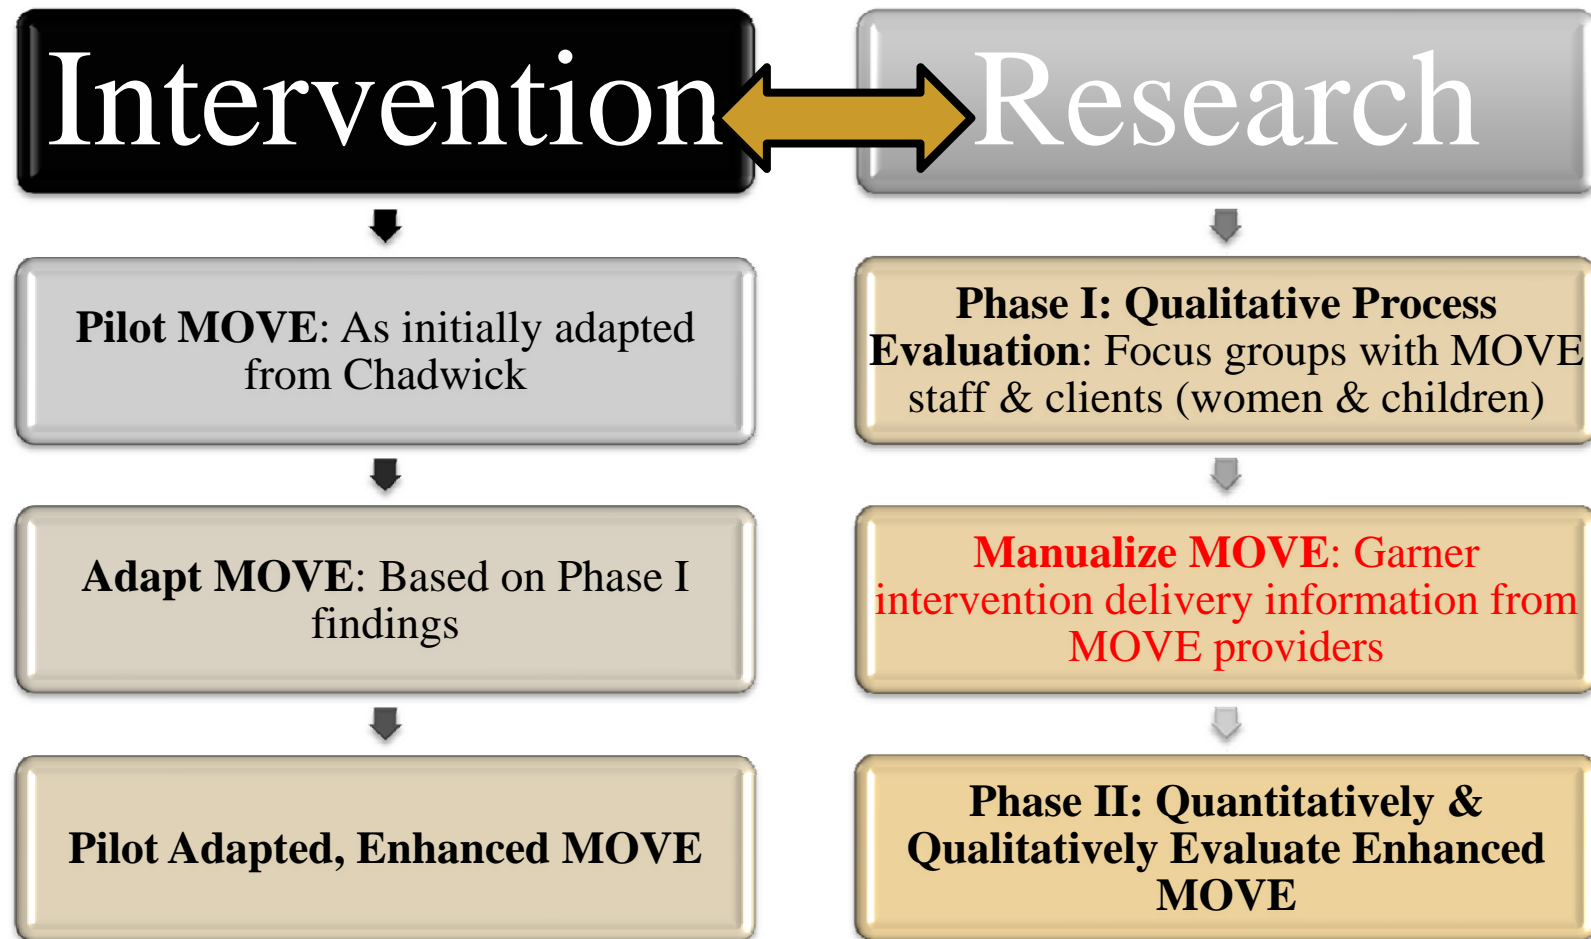 Intervention
Research
Pilot MOVE: As initially adapted
from Chadwick
Phase I: Qualitative Process
Evaluation: Focus groups with MOVE
staff & clients (women & children)
Adapt MOVE: Based on Phase I
findings
Manualize MOVE: Garner
intervention delivery information from
MOVE providers
Pilot Adapted, Enhanced MOVE
Phase II: Quantitatively &
Qualitatively Evaluate Enhanced
MOVE